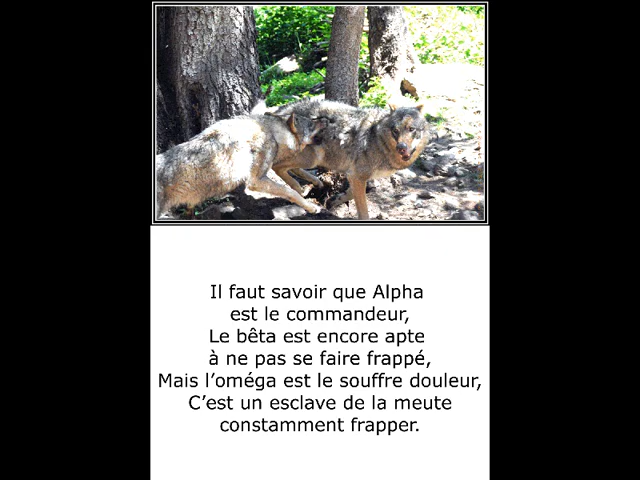 Il faut savoir que Alpha
est le commandeur,
Le bêta est encore apte
à ne pas se faire frappé,
Mais l’oméga est le souffre douleur,
C’est un esclave de la meute
constamment frapper.